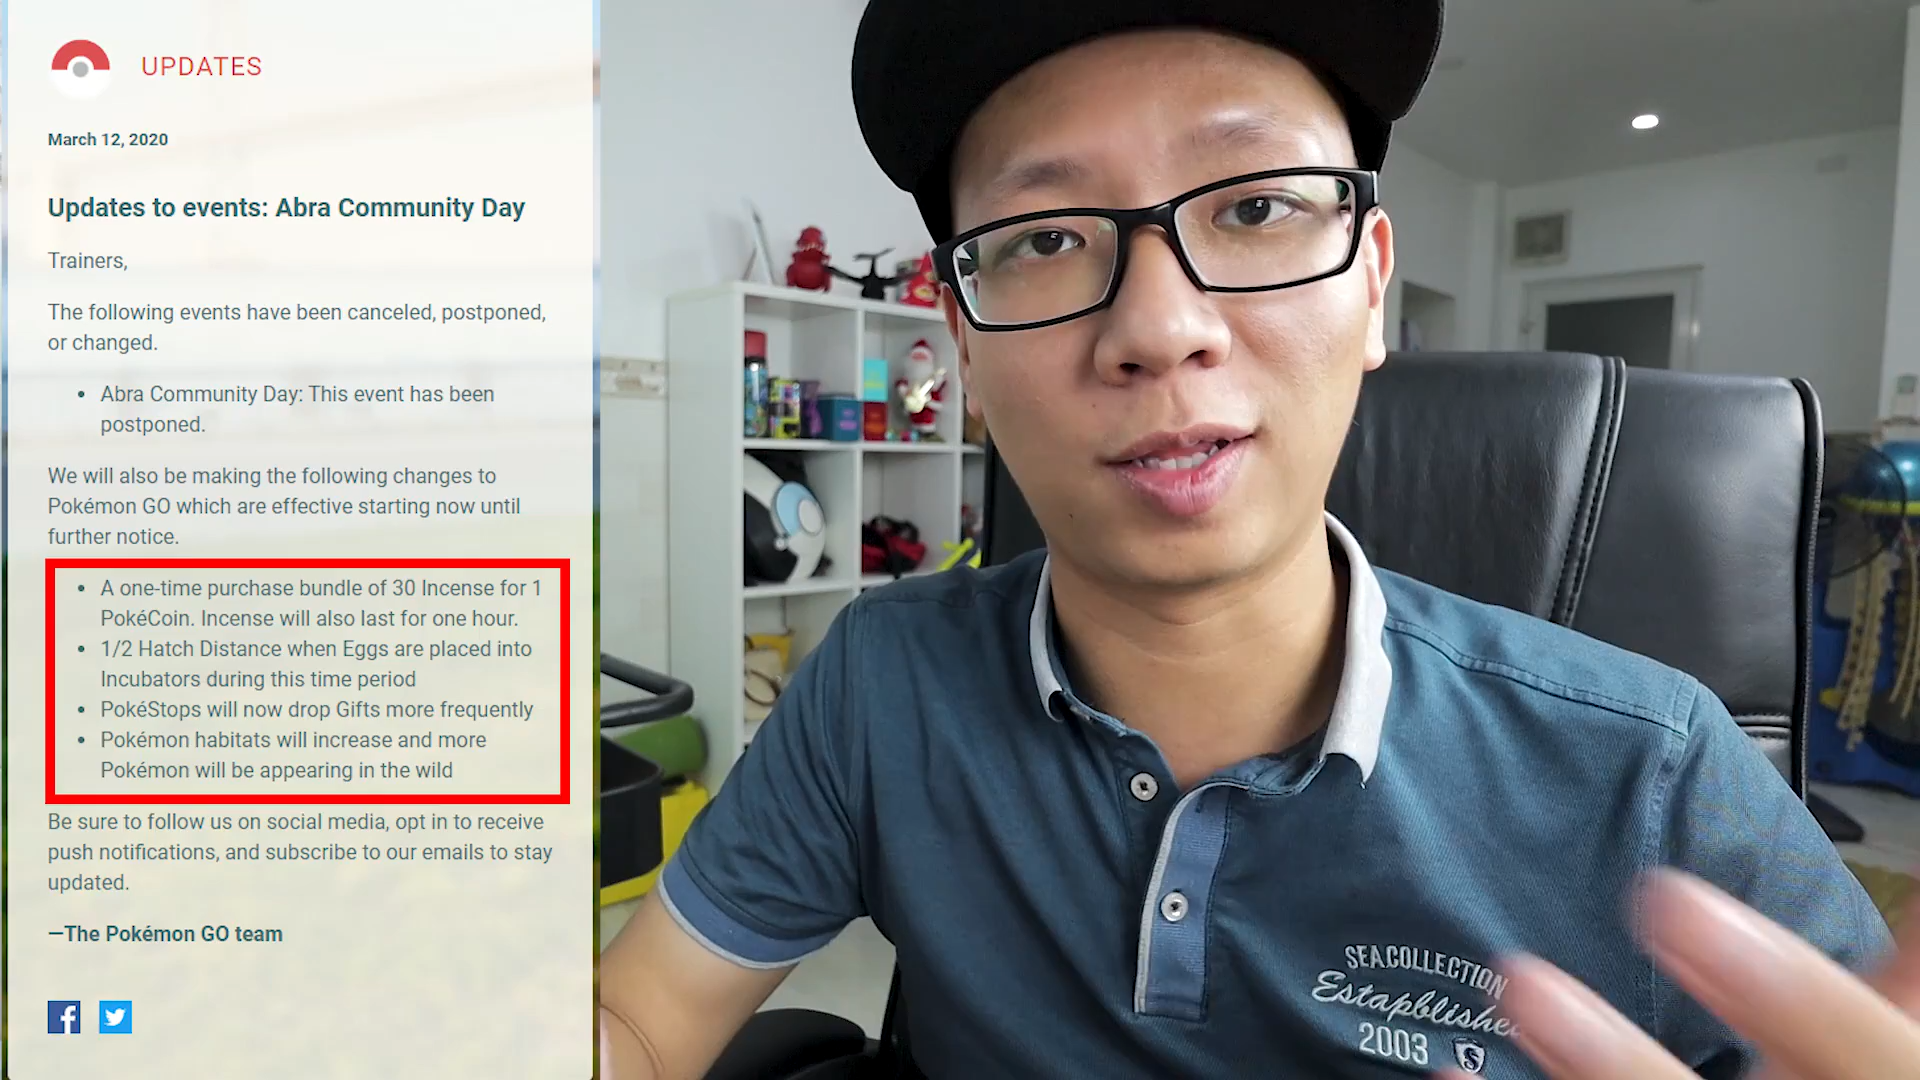 UPDATES
March 12, 2020
Updates to events: Abra Community Day
Trainers,
The following events have been canceled, postponed,
or changed.
• Abra Community Day: This event has been
postponed.
We will also be making the following changes to
Pokémon GO which are effective starting now until
further notice.
• A one-time purchase bundle of 30 Incense for 1
PokéCoin. Incense will also last for one hour.
• 1/2 Hatch Distance when Eggs are placed into
Incubators during this time period
• PokéStops will now drop Gifts more frequently
• Pokémon habitats will increase and more
Pokémon will be appearing in the wild
Be sure to follow us on social media, opt in to receive
push notifications, and subscribe to our emails to stay
updated.
—The Pokémon GO team
SEA.COLLECTION
2003